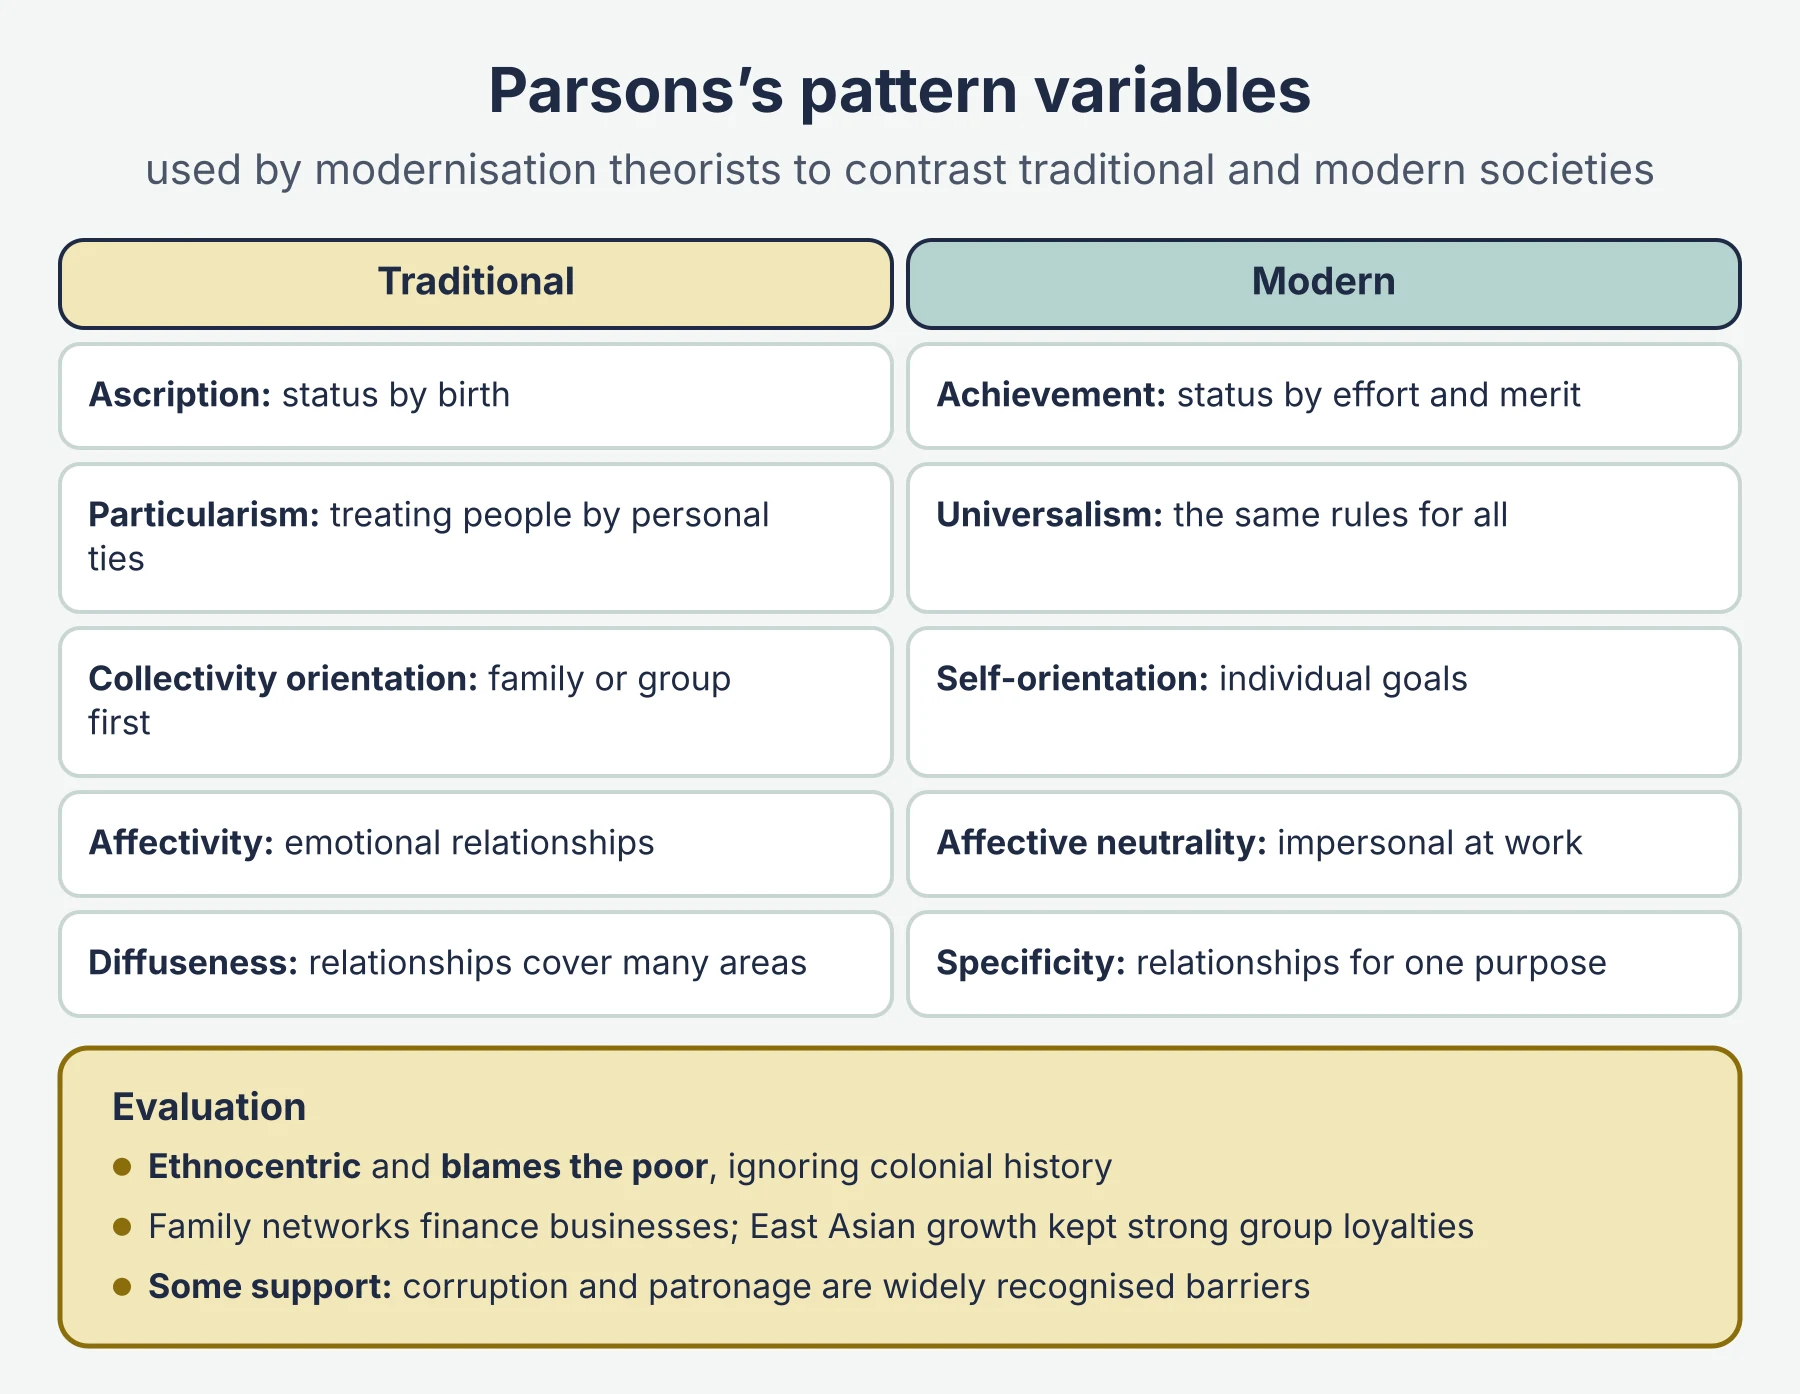 Parsons’s pattern variables
used by modernisation theorists to contrast traditional and modern societies
Traditional
Modern
Ascription: status by birth
Achievement: status by effort and merit
Particularism: treating people by personal
ties
Universalism: the same rules for all
Collectivity orientation: family or group
first
Self-orientation: individual goals
Affectivity: emotional relationships
Affective neutrality: impersonal at work
Diffuseness: relationships cover many areas
Specificity: relationships for one purpose
Evaluation
Ethnocentric and blames the poor, ignoring colonial history
Family networks finance businesses; East Asian growth kept strong group loyalties
Some support: corruption and patronage are widely recognised barriers